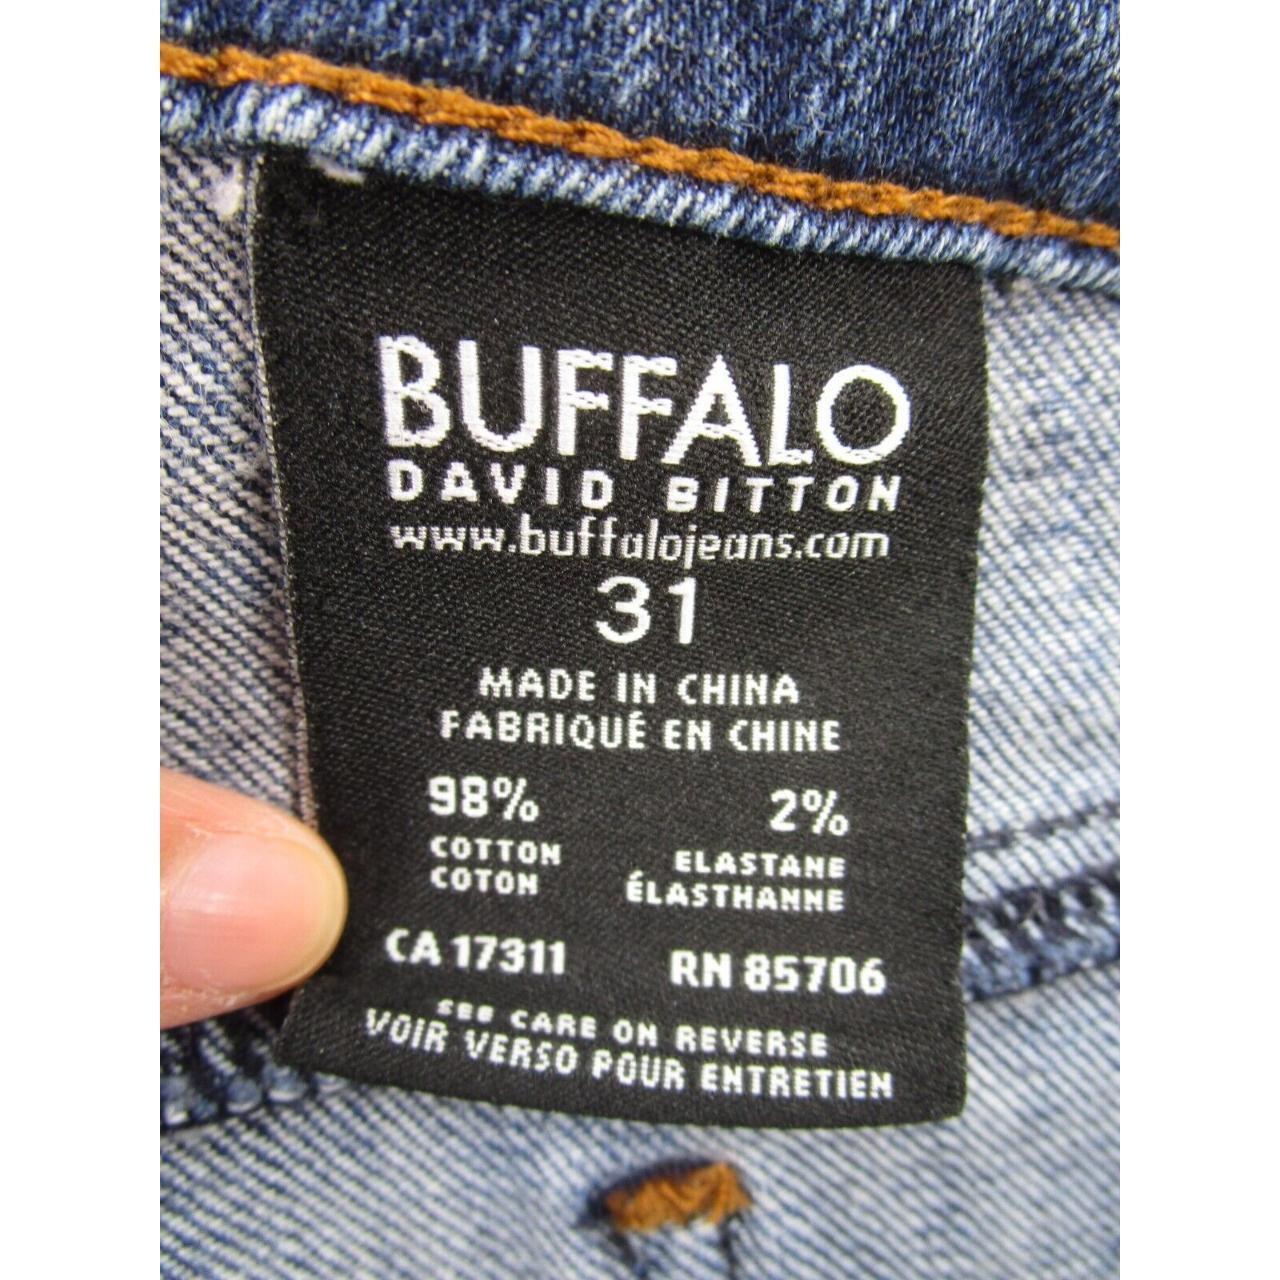 BUFFALO
DAVID BITTON
www.buffalojeans.com
31
MADE IN CHINA
FABRIQUÉ EN CHINE
98% 2%
COTTON ELASTANE
COTON ÉLASTHANNE
CA 17311 RN 85706
SEE CARE ON REVERSE
VOIR VERSO POUR ENTRETIEN